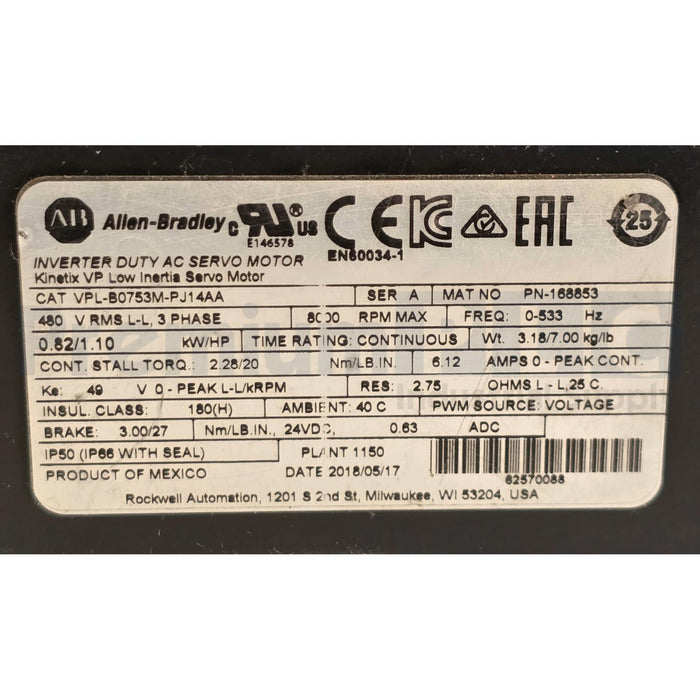 AB Allen-Bradley c RU ® US CE KC EAC 25
E146578 EN60034-1
INVERTER DUTY AC SERVO MOTOR
Kinetix VP Low Inertia Servo Motor
CAT VPL-B0753M-PJ14AA SER A MAT NO PN-168853
480 V RMS L-L, 3 PHASE 8000 RPM MAX FREQ: 0-533 Hz
0.82/1.10 kW/HP TIME RATING: CONTINUOUS Wt. 3.18/7.00 kg/lb
CONT. STALL TORQ.: 2.28/20 Nm/LB.IN. 6.12 AMPS 0 - PEAK CONT.
Ke: 49 V 0 - PEAK L-L/kRPM RES: 2.75 OHMS L - L,25 C.
INSUL. CLASS: 180(H) AMBIENT: 40 C PWM SOURCE: VOLTAGE
BRAKE: 3.00/27 Nm/LB.IN., 24VDC, 0.63 ADC
IP50 (IP66 WITH SEAL) PLANT 1150
PRODUCT OF MEXICO DATE 2018/05/17
62570088
Rockwell Automation, 1201 S 2nd St, Milwaukee, WI 53204, USA